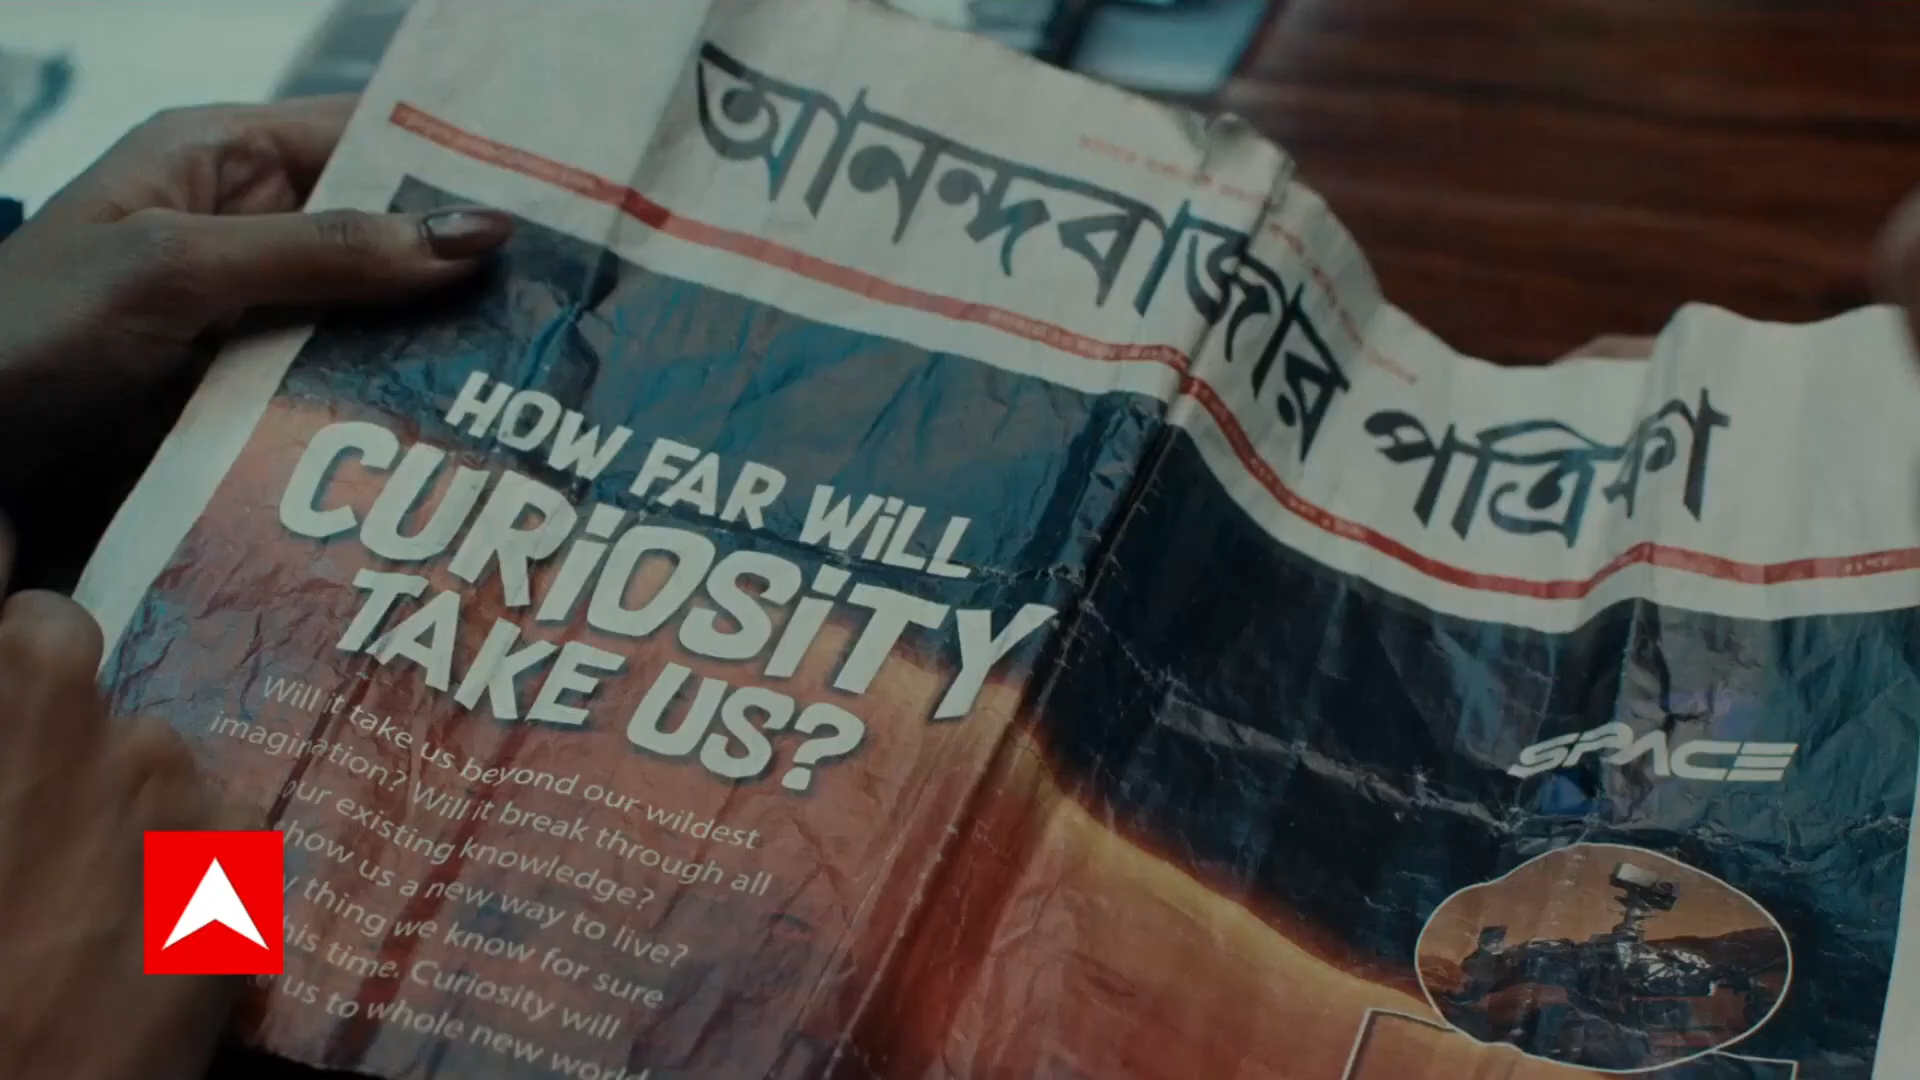 আনন্দবাজার পত্রিকা
HOW FAR WiLL
CURiOSiTY
TAKE US?
Will it take us beyond our wildest
imagination? Will it break through all
our existing knowledge?
how us a new way to live?
thing we know for sure
his time. Curiosity will
us to whole new world
SPACE